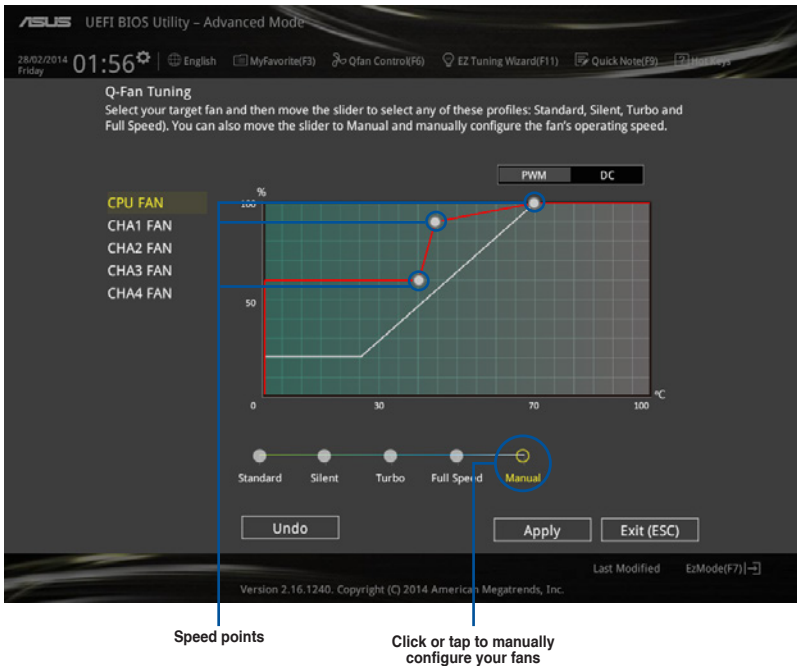 ASUS UEFI BIOS Utility – Advanced Mode
28/02/2014 Friday 01:56 English MyFavorite(F3) Qfan Control(F6) EZ Tuning Wizard(F11) Quick Note(F9) ? Hot Keys
Q-Fan Tuning
Select your target fan and then move the slider to select any of these profiles: Standard, Silent, Turbo and
Full Speed). You can also move the slider to Manual and manually configure the fan's operating speed.
PWM DC
CPU FAN
CHA1 FAN
CHA2 FAN
CHA3 FAN
CHA4 FAN
%
100
50
0 30 70 100 °C
Standard Silent Turbo Full Speed Manual
Undo Apply Exit (ESC)
Last Modified EzMode(F7)
Version 2.16.1240. Copyright (C) 2014 American Megatrends, Inc.
Speed points
Click or tap to manually
configure your fans